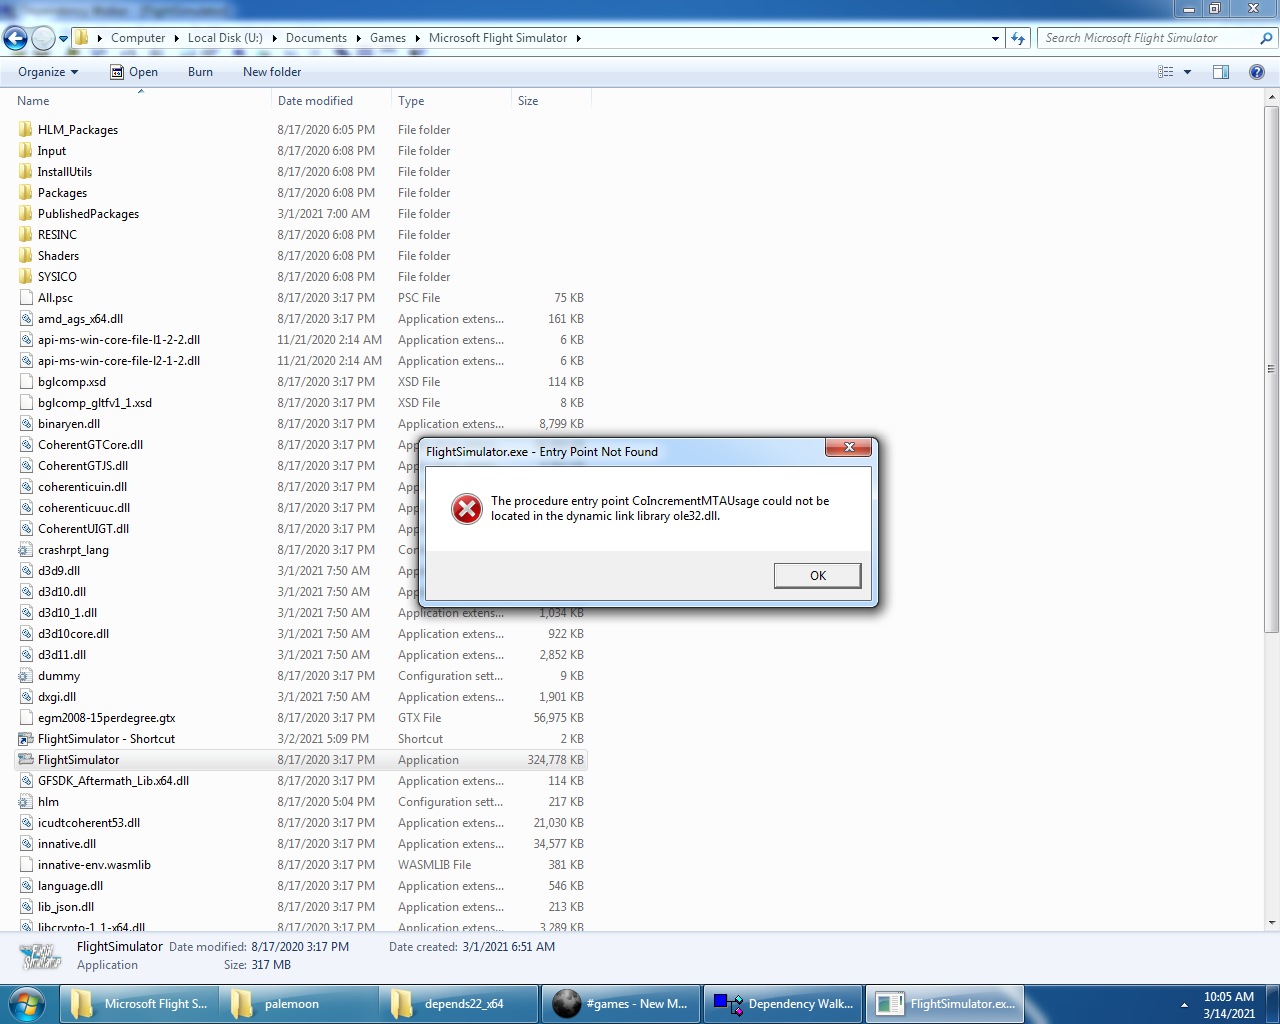 Computer Local Disk (U:) Documents Games Microsoft Flight Simulator
Search Microsoft Flight Simulator
Organize Open Burn New folder
Name Date modified Type Size
HLM_Packages 8/17/2020 6:05 PM File folder
Input 8/17/2020 6:08 PM File folder
InstallUtils 8/17/2020 6:08 PM File folder
Packages 8/17/2020 6:08 PM File folder
PublishedPackages 3/1/2021 7:00 AM File folder
RESINC 8/17/2020 6:08 PM File folder
Shaders 8/17/2020 6:08 PM File folder
SYSICO 8/17/2020 6:08 PM File folder
All.psc 8/17/2020 3:17 PM PSC File 75 KB
amd_ags_x64.dll 8/17/2020 3:17 PM Application extens... 161 KB
api-ms-win-core-file-l1-2-2.dll 11/21/2020 2:14 AM Application extens... 6 KB
api-ms-win-core-file-l2-1-2.dll 11/21/2020 2:14 AM Application extens... 6 KB
bglcomp.xsd 8/17/2020 3:17 PM XSD File 114 KB
bglcomp_gltfv1_1.xsd 8/17/2020 3:17 PM XSD File 8 KB
binaryen.dll 8/17/2020 3:17 PM Application extens... 8,799 KB
CoherentGTCore.dll 8/17/2020 3:17 PM
CoherentGTJS.dll 8/17/2020 3:17 PM
coherenticuin.dll 8/17/2020 3:17 PM
coherenticuuc.dll 8/17/2020 3:17 PM
CoherentUIGT.dll 8/17/2020 3:17 PM
crashrpt_lang 8/17/2020 3:17 PM
d3d9.dll 3/1/2021 7:50 AM
d3d10.dll 3/1/2021 7:50 AM
d3d10_1.dll 3/1/2021 7:50 AM Application extens... 1,034 KB
d3d10core.dll 3/1/2021 7:50 AM Application extens... 922 KB
d3d11.dll 3/1/2021 7:50 AM Application extens... 2,852 KB
dummy 8/17/2020 3:17 PM Configuration sett... 9 KB
dxgi.dll 3/1/2021 7:50 AM Application extens... 1,901 KB
egm2008-15perdegree.gtx 8/17/2020 3:17 PM GTX File 56,975 KB
FlightSimulator - Shortcut 3/2/2021 5:09 PM Shortcut 2 KB
FlightSimulator 8/17/2020 3:17 PM Application 324,778 KB
GFSDK_Aftermath_Lib.x64.dll 8/17/2020 3:17 PM Application extens... 114 KB
hlm 8/17/2020 5:04 PM Configuration sett... 217 KB
icudtcoherent53.dll 8/17/2020 3:17 PM Application extens... 21,030 KB
innative.dll 8/17/2020 3:17 PM Application extens... 34,577 KB
innative-env.wasmlib 8/17/2020 3:17 PM WASMLIB File 381 KB
language.dll 8/17/2020 3:17 PM Application extens... 546 KB
lib_json.dll 8/17/2020 3:17 PM Application extens... 213 KB
libcrypto-1_1-x64.dll 8/17/2020 3:17 PM Application extens... 3,289 KB
FlightSimulator.exe - Entry Point Not Found
The procedure entry point CoIncrementMTAUsage could not be
located in the dynamic link library ole32.dll.
OK
FlightSimulator Date modified: 8/17/2020 3:17 PM Date created: 3/1/2021 6:51 AM
Application Size: 317 MB
Microsoft Flight S... palemoon depends22_x64 #games - New M... Dependency Walk... FlightSimulator.ex...
10:05 AM
3/14/2021